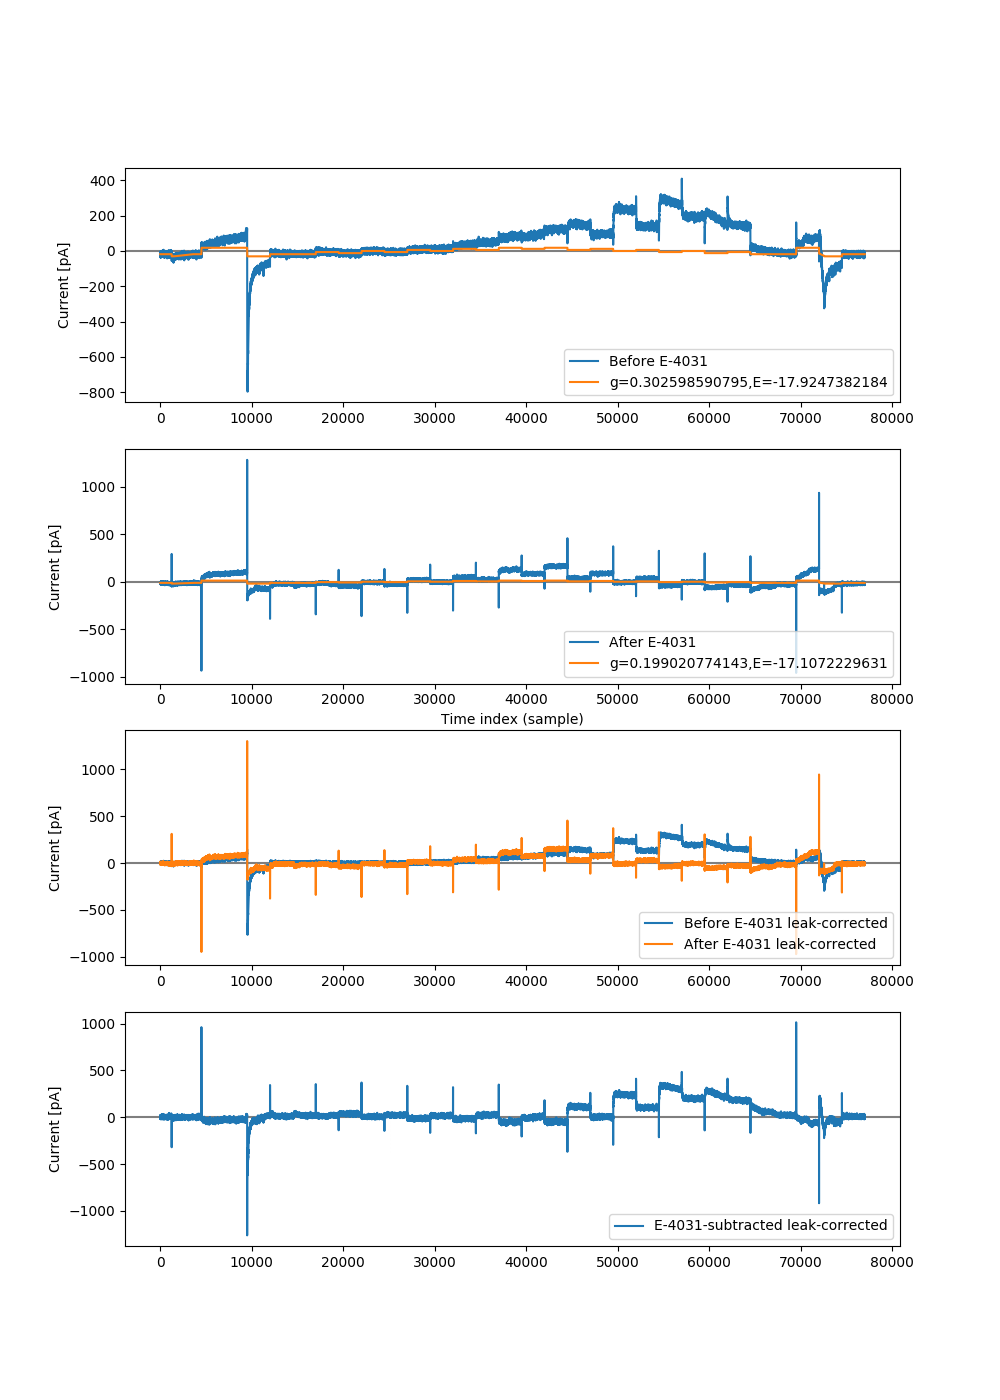 400
200
0
−200
−400
−600
−800
Current [pA]
Before E-4031
g=0.302598590795,E=-17.9247382184
0 10000 20000 30000 40000 50000 60000 70000 80000
1000
500
0
−500
−1000
Current [pA]
After E-4031
g=0.199020774143,E=-17.1072229631
0 10000 20000 30000 40000 50000 60000 70000 80000
Time index (sample)
1000
500
0
−500
−1000
Current [pA]
Before E-4031 leak-corrected
After E-4031 leak-corrected
0 10000 20000 30000 40000 50000 60000 70000 80000
1000
500
0
−500
−1000
Current [pA]
E-4031-subtracted leak-corrected
0 10000 20000 30000 40000 50000 60000 70000 80000